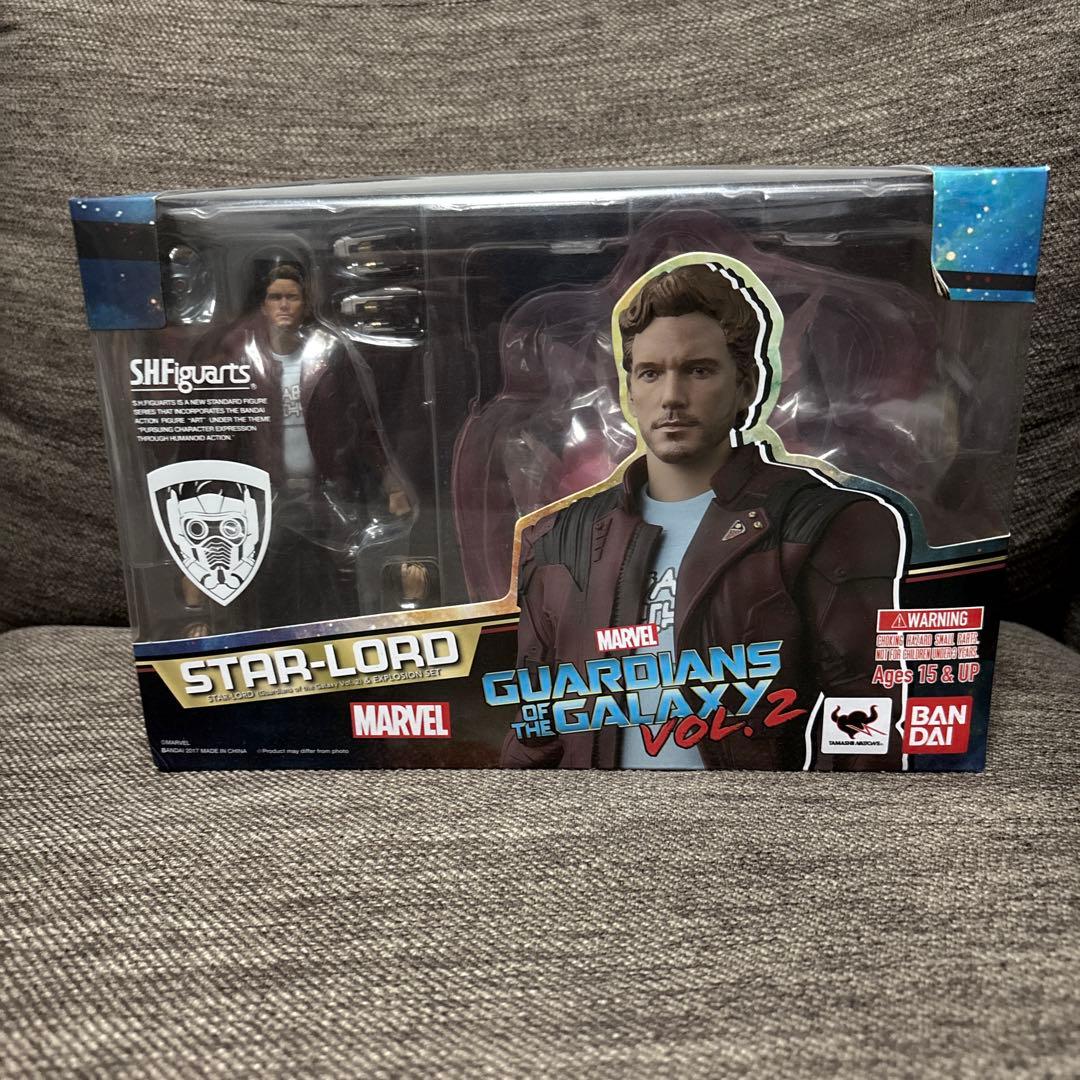 S.H.Figuarts
S.H.FIGUARTS IS A NEW STANDARD FIGURE
SERIES THAT INCORPORATES THE BANDAI
ACTION FIGURE "ART" UNDER THE THEME
"PURSUING CHARACTER EXPRESSION
THROUGH HUMANOID ACTION."
STAR-LORD
STAR-LORD (Guardians of the Galaxy Vol. 2) & EXPLOSION SET
MARVEL
©MARVEL
BANDAI 2017 MADE IN CHINA
※Product may differ from photo
MARVEL
GUARDIANS
OF THE GALAXY
VOL. 2
WARNING
CHOKING HAZARD SMALL PARTS.
NOT FOR CHILDREN UNDER 3 YEARS.
Ages 15 & UP
TAMASHII NATIONS
BAN
DAI